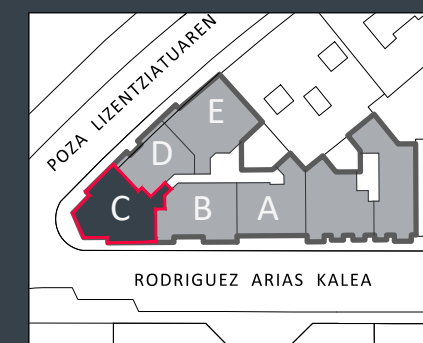 POZA LIZENTZIATUAREN
E
D
C
B
A
RODRIGUEZ ARIAS KALEA